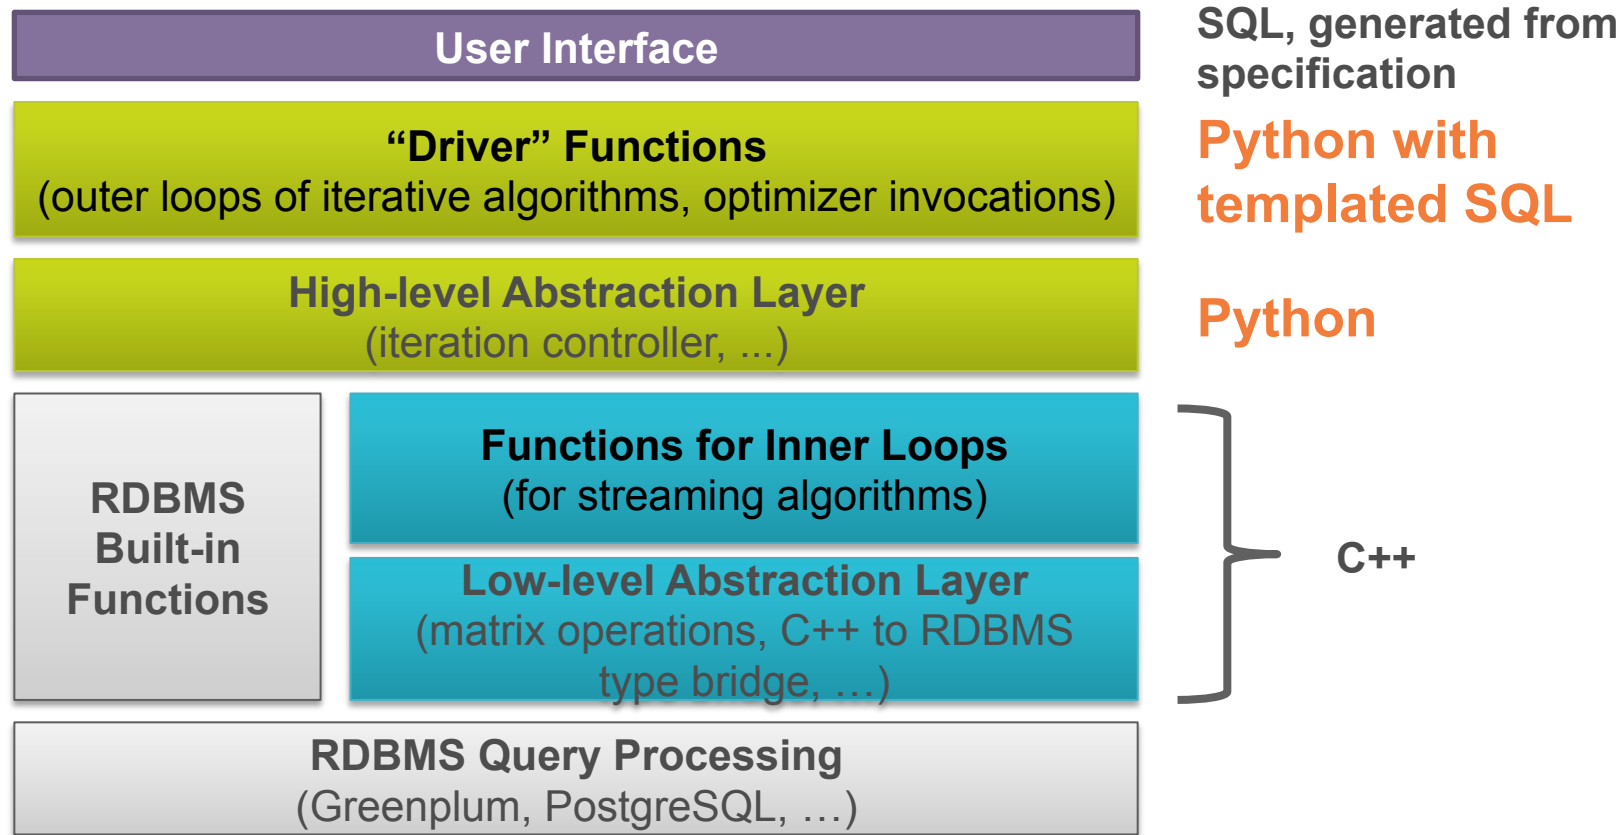 User Interface
SQL, generated from
specification
“Driver” Functions
(outer loops of iterative algorithms, optimizer invocations)
Python with
templated SQL
High-level Abstraction Layer
(iteration controller, ...)
Python
RDBMS
Built-in
Functions
Functions for Inner Loops
(for streaming algorithms)
Low-level Abstraction Layer
(matrix operations, C++ to RDBMS
type bridge, …)
C++
RDBMS Query Processing
(Greenplum, PostgreSQL, …)